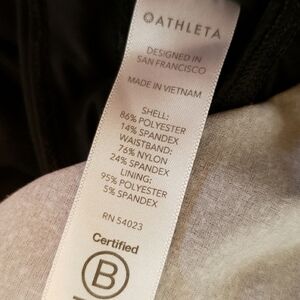 ATHLETA
DESIGNED IN
SAN FRANCISCO
MADE IN VIETNAM
SHELL:
86% POLYESTER
14% SPANDEX
WAISTBAND:
76% NYLON
24% SPANDEX
LINING:
95% POLYESTER
5% SPANDEX
RN 54023
Certified
B